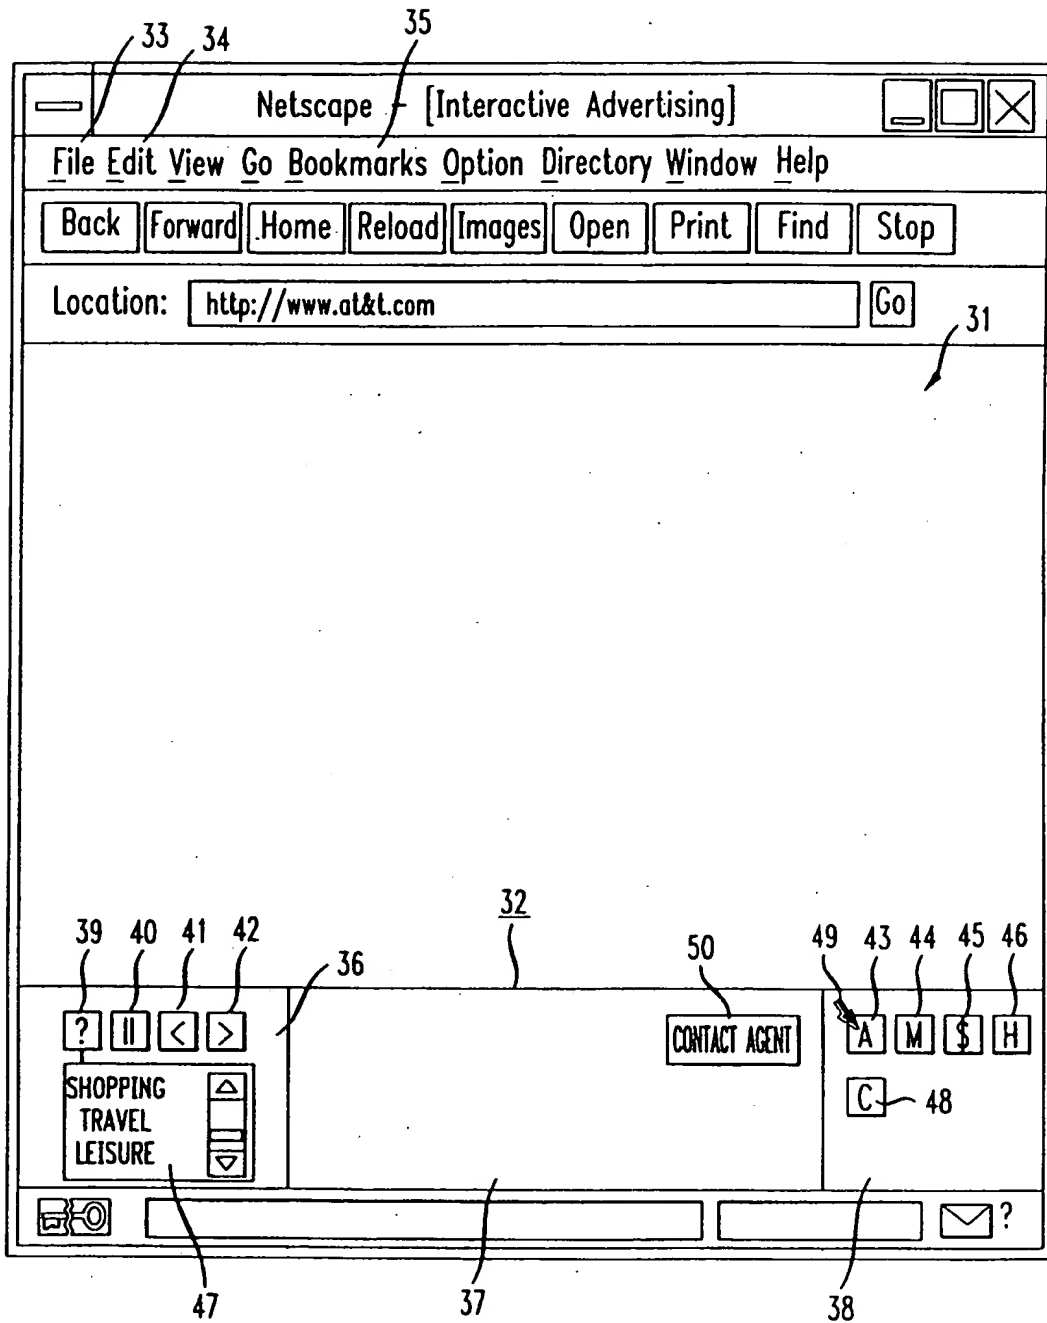 33 34 35
Netscape - [Interactive Advertising]
File Edit View Go Bookmarks Option Directory Window Help
Back Forward Home Reload Images Open Print Find Stop
Location: http://www.at&t.com Go
31
39 40 41 42 36 32 50 49 43 44 45 46
? || < > CONTACT AGENT A M $ H
SHOPPING
TRAVEL
LEISURE
C 48
?
47 37 38